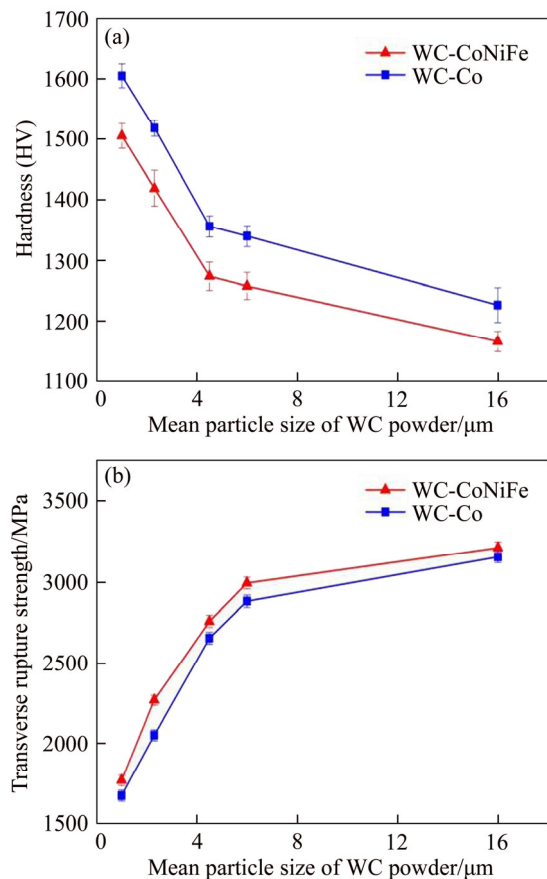 1700
(a)
WC-CoNiFe
WC-Co
1600
1500
1400
1300
1200
1100
Hardness (HV)
0 4 8 12 16
Mean particle size of WC powder/μm
(b)
WC-CoNiFe
WC-Co
3500
3000
2500
2000
1500
Transverse rupture strength/MPa
0 4 8 12 16
Mean particle size of WC powder/μm